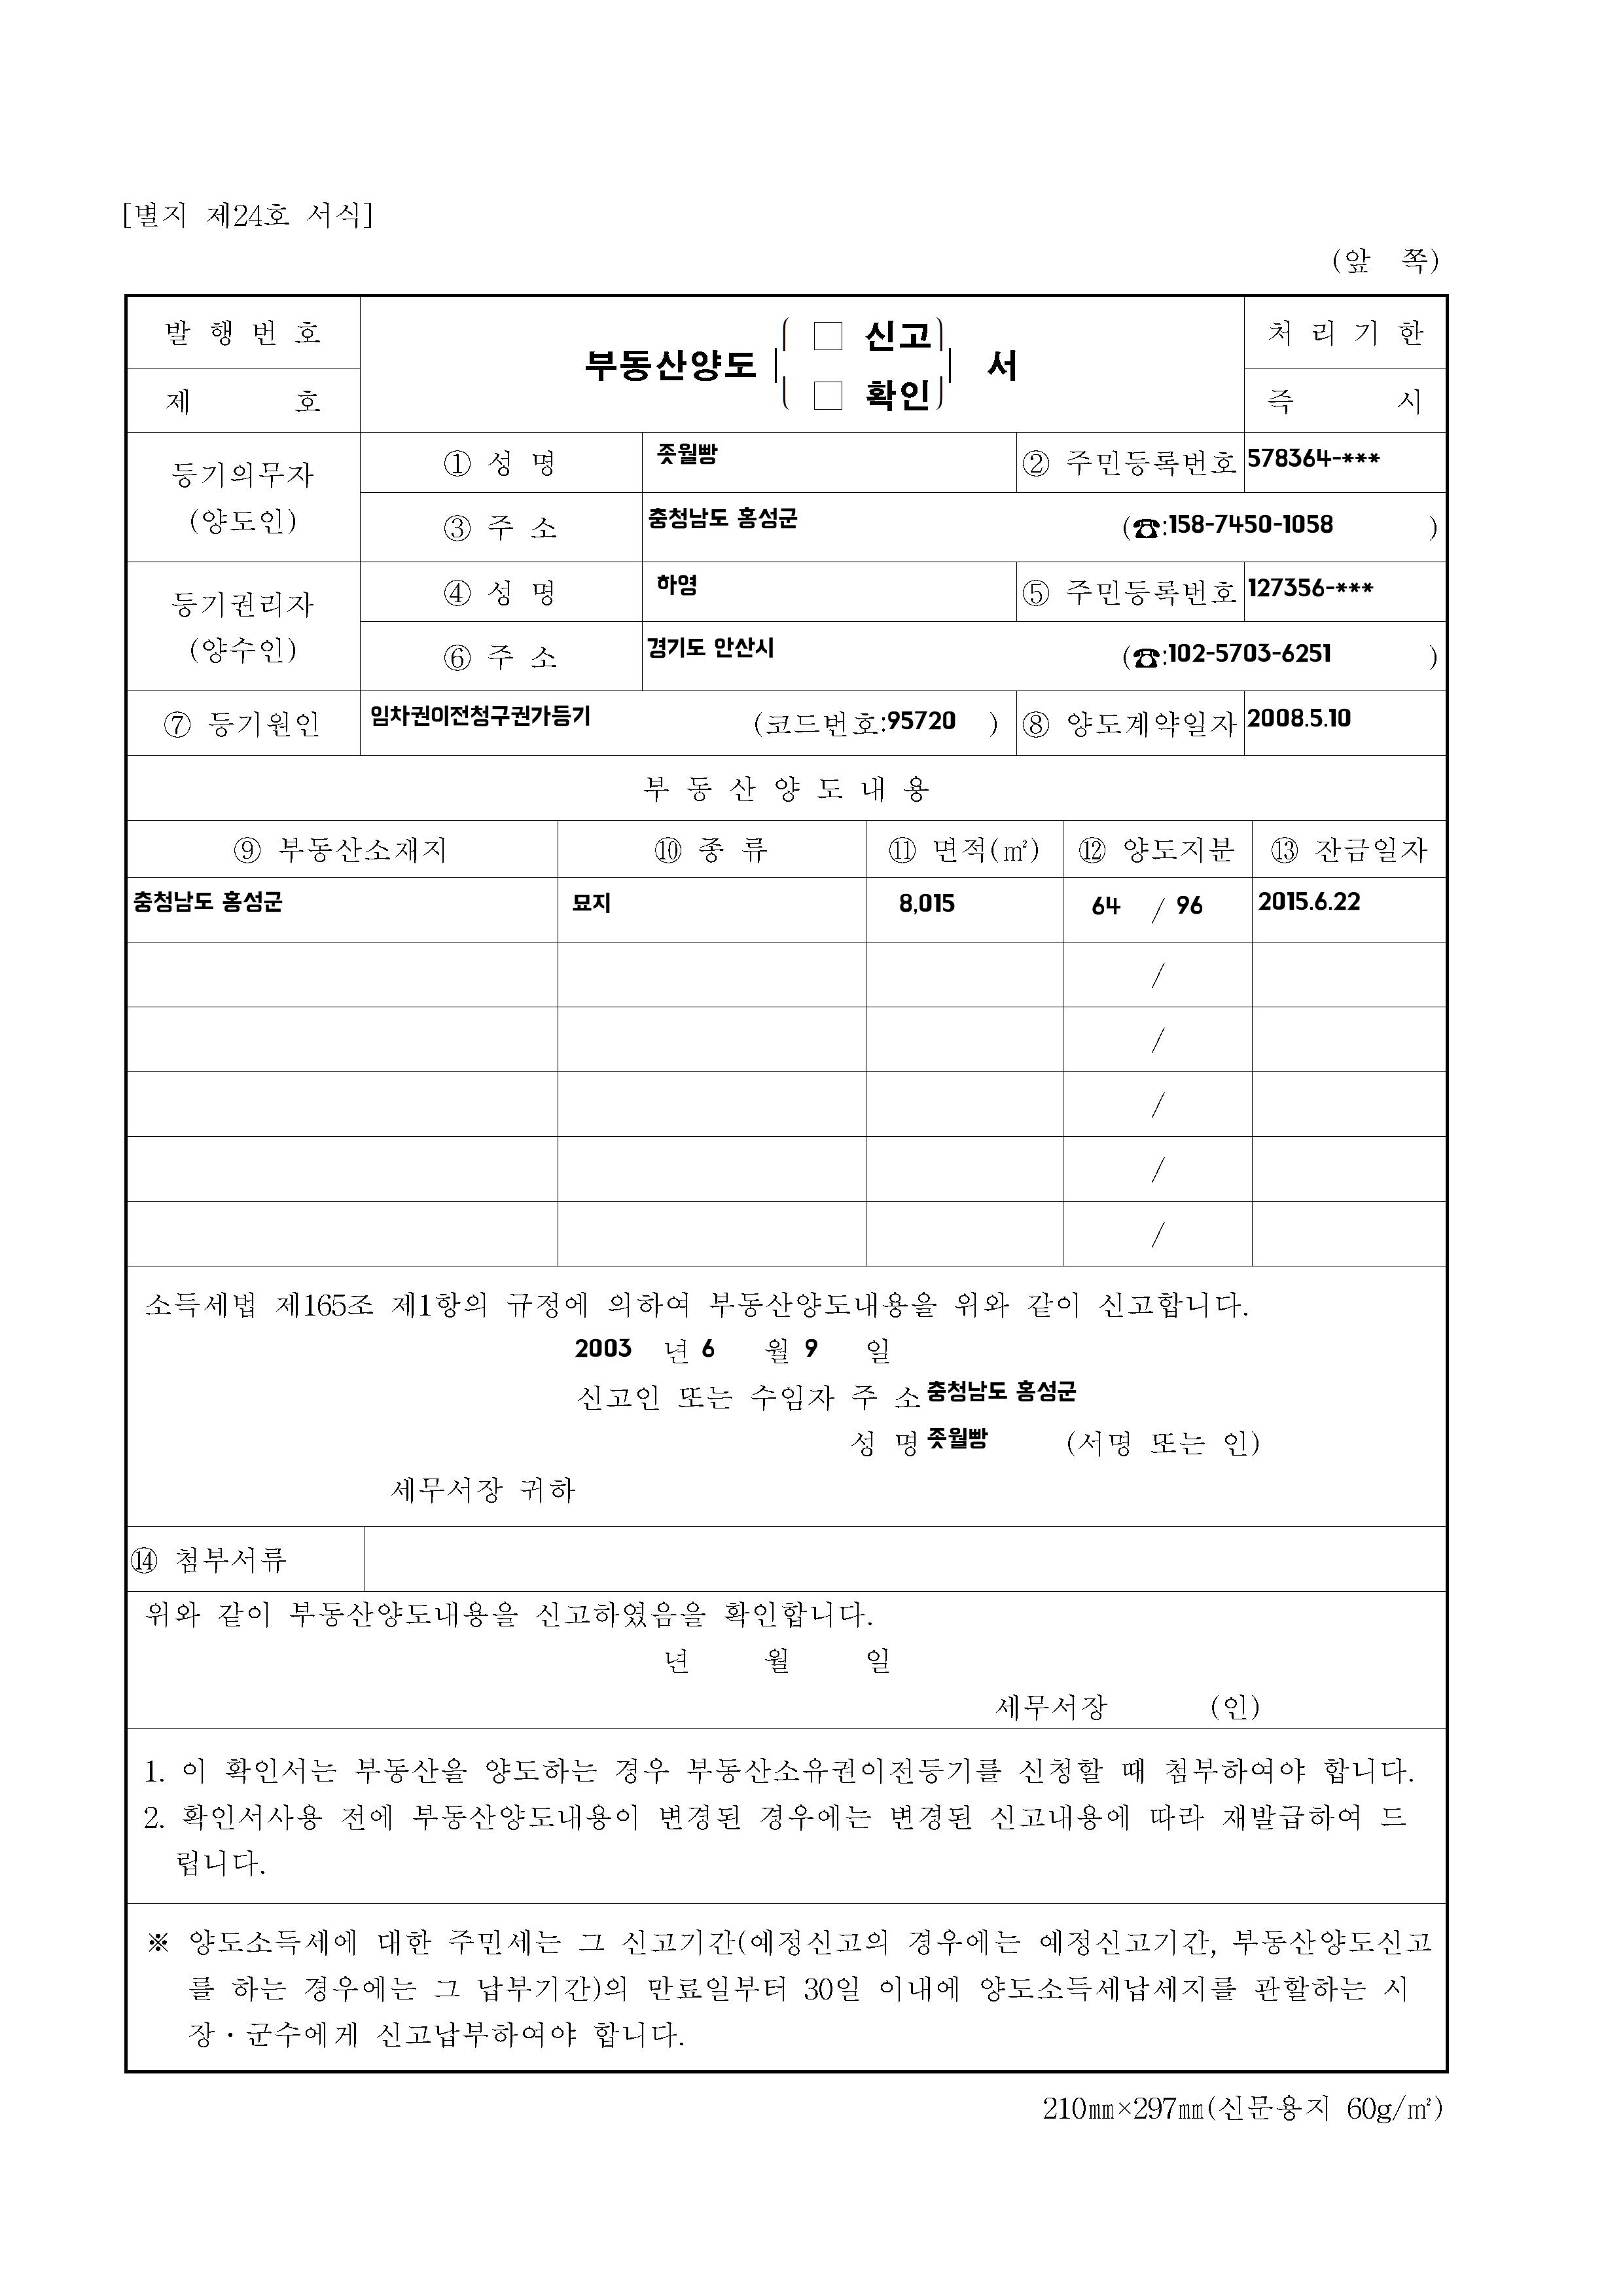 [별지 제24호 서식]
(앞 쪽)
발 행 번 호
제 호
부동산양도 □ 신고 □ 확인 서
처 리 기 한
즉 시
등기의무자
(양도인)
① 성 명 좃월빵 ② 주민등록번호 578364-***
③ 주 소 충청남도 홍성군 (☎:158-7450-1058 )
등기권리자
(양수인)
④ 성 명 하영 ⑤ 주민등록번호 127356-***
⑥ 주 소 경기도 안산시 (☎:102-5703-6251 )
⑦ 등기원인 임차권이전청구권가등기 (코드번호:95720 ) ⑧ 양도계약일자 2008.5.10
부 동 산 양 도 내 용
⑨ 부동산소재지 ⑩ 종 류 ⑪ 면적(㎡) ⑫ 양도지분 ⑬ 잔금일자
충청남도 홍성군 묘지 8,015 64 / 96 2015.6.22
/
/
/
/
/
소득세법 제165조 제1항의 규정에 의하여 부동산양도내용을 위와 같이 신고합니다.
2003 년 6 월 9 일
신고인 또는 수임자 주 소 충청남도 홍성군
성 명 좃월빵 (서명 또는 인)
세무서장 귀하
⑭ 첨부서류
위와 같이 부동산양도내용을 신고하였음을 확인합니다.
년 월 일
세무서장 (인)
1. 이 확인서는 부동산을 양도하는 경우 부동산소유권이전등기를 신청할 때 첨부하여야 합니다.
2. 확인서사용 전에 부동산양도내용이 변경된 경우에는 변경된 신고내용에 따라 재발급하여 드
립니다.
※ 양도소득세에 대한 주민세는 그 신고기간(예정신고의 경우에는 예정신고기간, 부동산양도신고
를 하는 경우에는 그 납부기간)의 만료일부터 30일 이내에 양도소득세납세지를 관할하는 시
장·군수에게 신고납부하여야 합니다.
210㎜×297㎜(신문용지 60g/㎡)